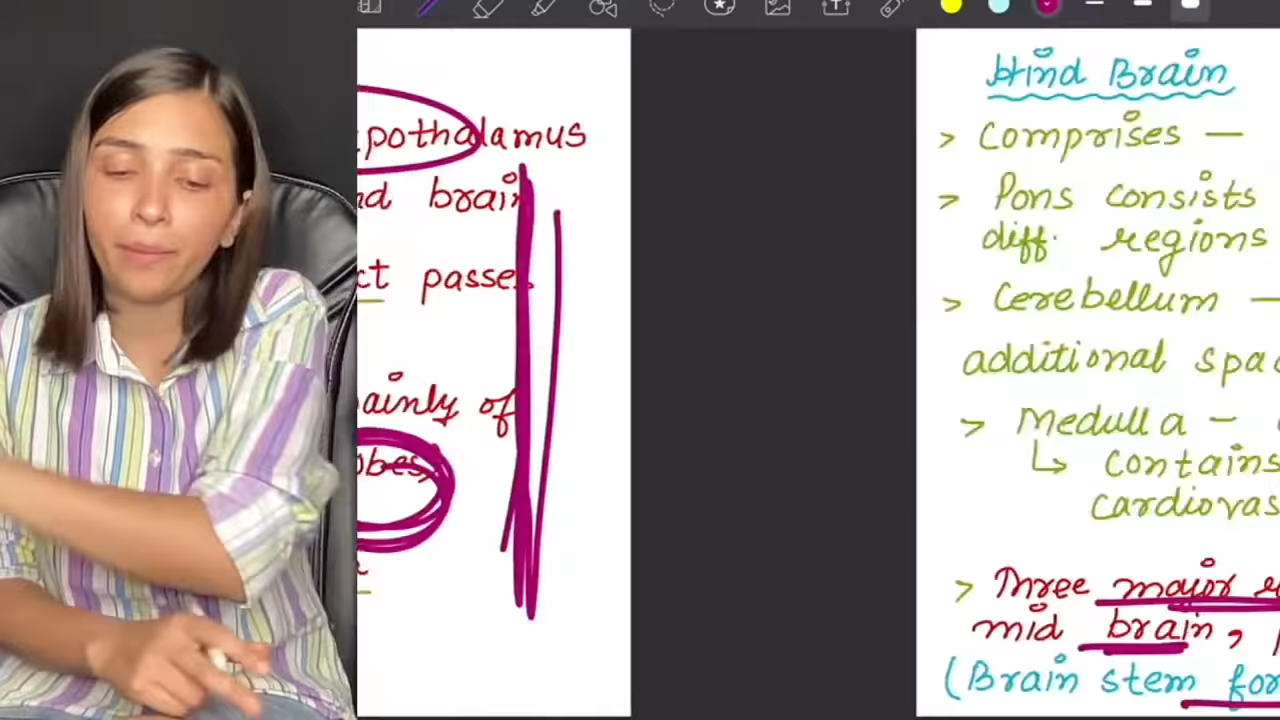 pothalamus
nd brain
ct passes
ainly of
obes)
Hind Brain
> Comprises —
> Pons consists
diff. regions
> Cerebellum —
additional spac
> Medulla —
↳ contains
cardiovas
> Three major r
mid brain,
(Brain stem for